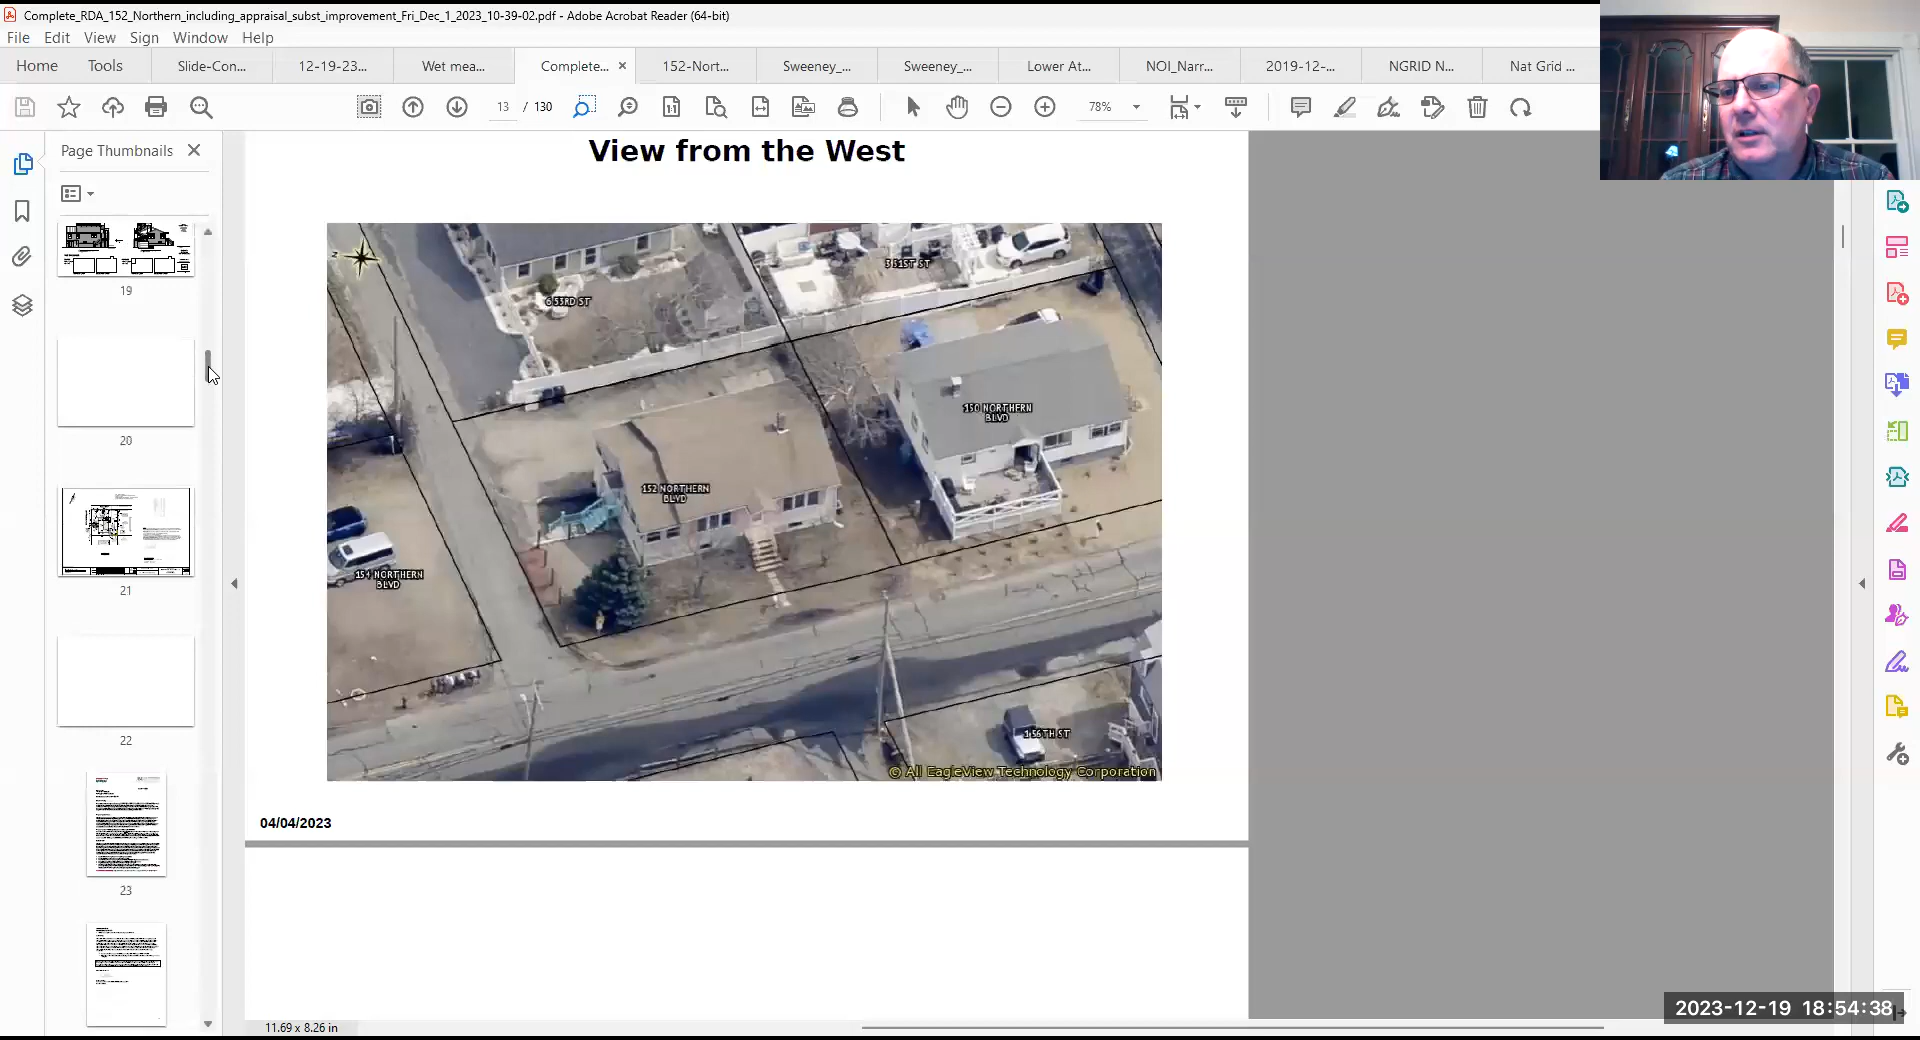 Complete_RDA_152_Northern_including_appraisal_subst_improvement_Fri_Dec_1_2023_10-39-02.pdf - Adobe Acrobat Reader (64-bit)
File Edit View Sign Window Help
Home Tools Slide-Con... 12-19-23... Wet mea... Complete... × 152-Nort... Sweeney_... Sweeney_... Lower At... NOI_Narr... 2019-12-... NGRID N... Nat Grid ...
13 / 130 78%
Page Thumbnails
View from the West
3 51ST ST
6 53RD ST
150 NORTHERN
BLVD
152 NORTHERN
BLVD
154 NORTHERN
BLVD
1 56TH ST
© All EagleView Technology Corporation
04/04/2023
19
20
21
22
23
11.69 x 8.26 in
2023-12-19 18:54:38